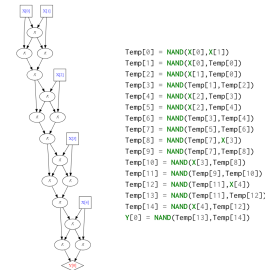 X[0] X[1]
Temp[0] = NAND(X[0],X[1])
Temp[1] = NAND(X[0],Temp[0])
Temp[2] = NAND(X[1],Temp[0])
Temp[3] = NAND(Temp[1],Temp[2])
Temp[4] = NAND(X[2],Temp[3])
Temp[5] = NAND(X[2],Temp[4])
Temp[6] = NAND(Temp[3],Temp[4])
Temp[7] = NAND(Temp[5],Temp[6])
Temp[8] = NAND(Temp[7],X[3])
Temp[9] = NAND(Temp[7],Temp[8])
Temp[10] = NAND(X[3],Temp[8])
Temp[11] = NAND(Temp[9],Temp[10])
Temp[12] = NAND(Temp[11],X[4])
Temp[13] = NAND(Temp[11],Temp[12])
Temp[14] = NAND(X[4],Temp[12])
Y[0] = NAND(Temp[13],Temp[14])
Y[0]